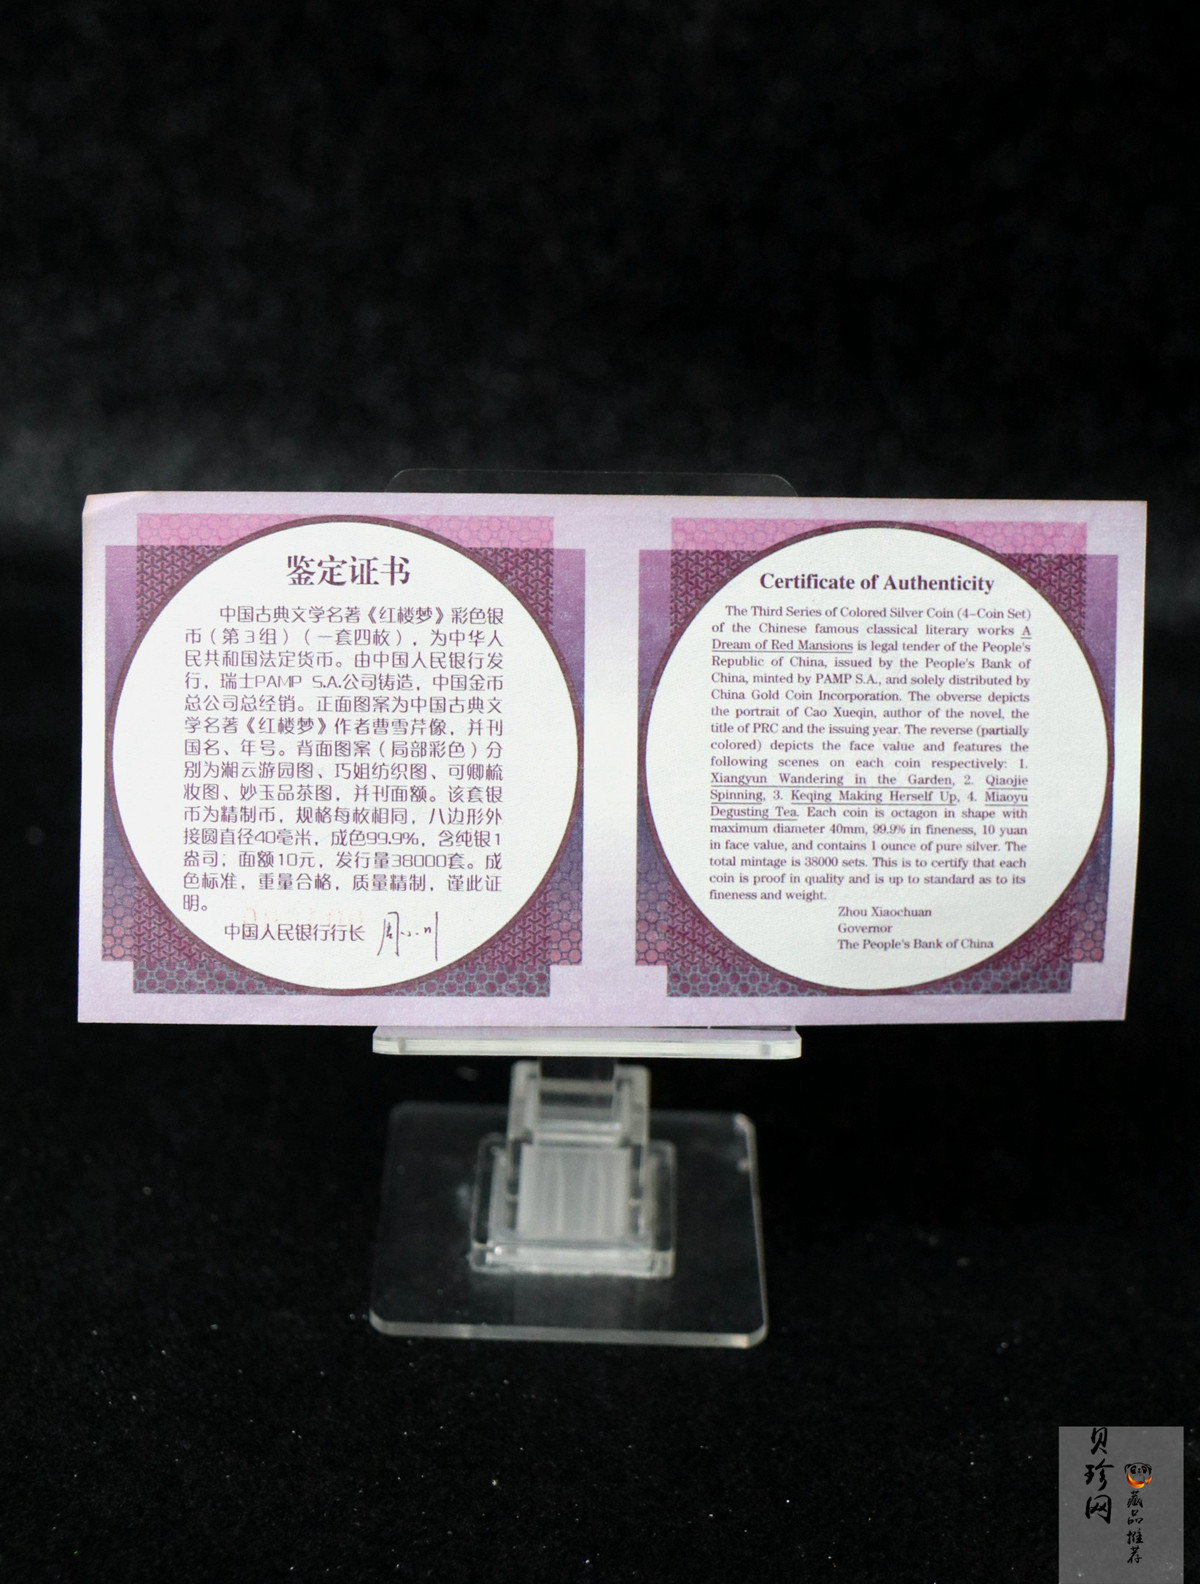 鉴定证书
中国古典文学名著《红楼梦》彩色银
币(第3组)(一套四枚),为中华人
民共和国法定货币。由中国人民银行发
行,瑞士PAMP S.A.公司铸造,中国金币
总公司总经销。正面图案为中国古典文
学名著《红楼梦》作者曹雪芹像,并刊
国名、年号。背面图案(局部彩色)分
别为湘云游园图、巧姐纺织图、可卿梳
妆图、妙玉品茶图,并刊面额。该套银
币为精制币,规格每枚相同,八边形外
接圆直径40毫米,成色99.9%,含纯银1
盎司;面额10元,发行量38000套。成
色标准,重量合格,质量精制,谨此证
明。
中国人民银行行长 周小川
Certificate of Authenticity
The Third Series of Colored Silver Coin (4-Coin Set)
of the Chinese famous classical literary works A
Dream of Red Mansions is legal tender of the People's
Republic of China, issued by the People's Bank of
China, minted by PAMP S.A., and solely distributed by
China Gold Coin Incorporation. The obverse depicts
the portrait of Cao Xueqin, author of the novel, the
title of PRC and the issuing year. The reverse (partially
colored) depicts the face value and features the
following scenes on each coin respectively: 1.
Xiangyun Wandering in the Garden, 2. Qiaojie
Spinning, 3. Keqing Making Herself Up, 4. Miaoyu
Degusting Tea. Each coin is octagon in shape with
maximum diameter 40mm, 99.9% in fineness, 10 yuan
in face value, and contains 1 ounce of pure silver. The
total mintage is 38000 sets. This is to certify that each
coin is proof in quality and is up to standard as to its
fineness and weight.
Zhou Xiaochuan
Governor
The People's Bank of China
贝珍网
藏品推荐